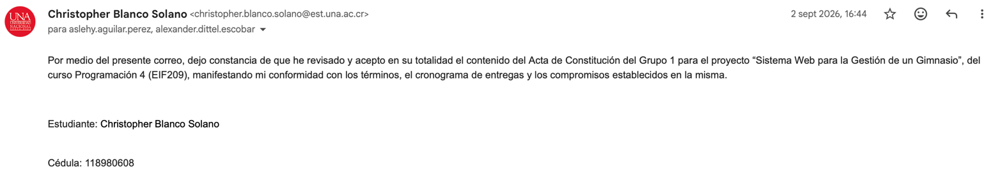 UNA
UNIVERSIDAD
NACIONAL
COSTA RICA
Christopher Blanco Solano <christopher.blanco.solano@est.una.ac.cr>
2 sept 2026, 16:44
para aslehy.aguilar.perez, alexander.dittel.escobar
Por medio del presente correo, dejo constancia de que he revisado y acepto en su totalidad el contenido del Acta de Constitución del Grupo 1 para el proyecto “Sistema Web para la Gestión de un Gimnasio”, del
curso Programación 4 (EIF209), manifestando mi conformidad con los términos, el cronograma de entregas y los compromisos establecidos en la misma.
Estudiante: Christopher Blanco Solano
Cédula: 118980608